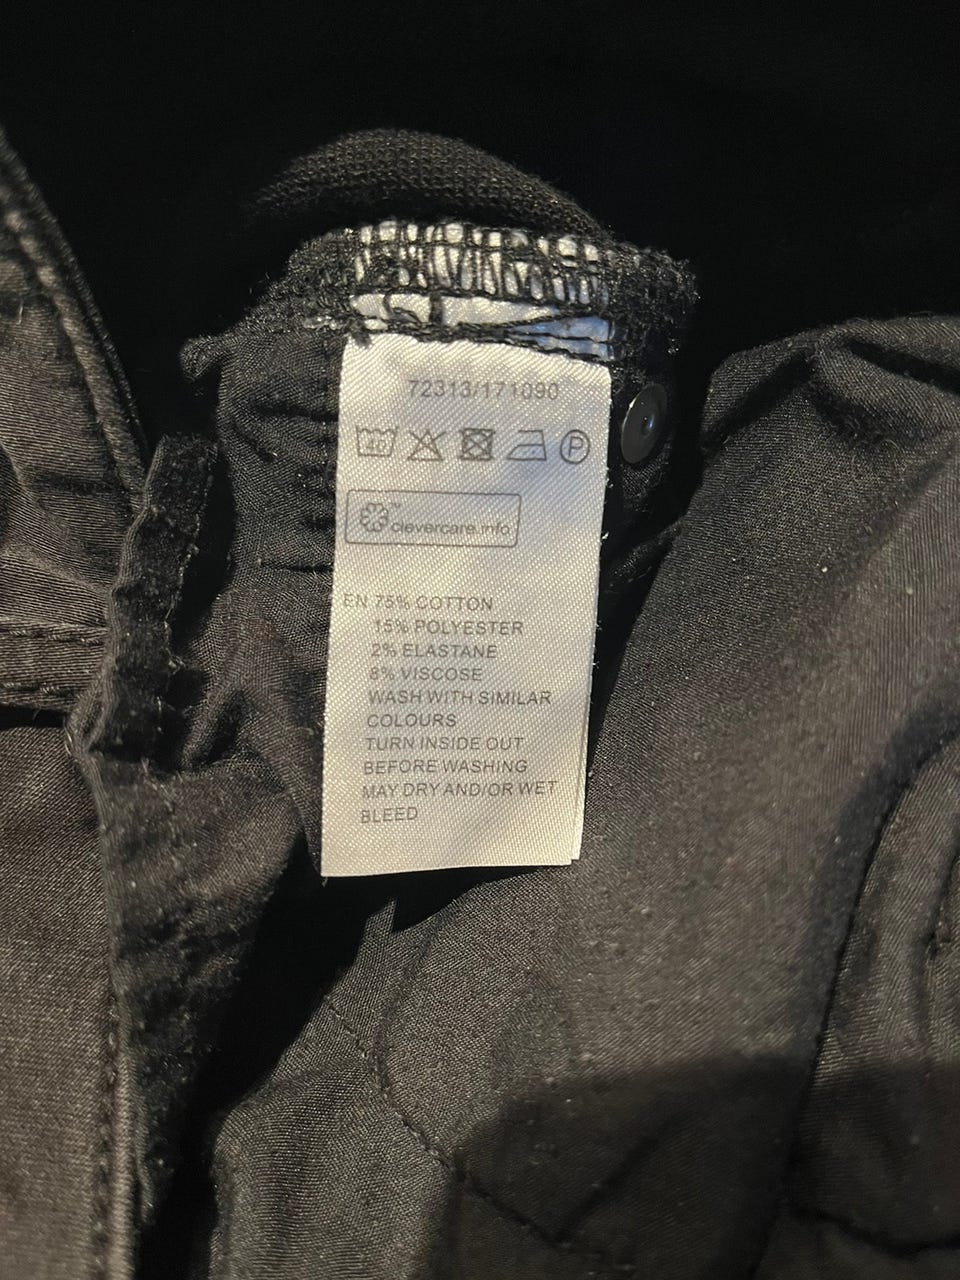 72313/171090
40
P
clevercare.info
EN 75% COTTON
15% POLYESTER
2% ELASTANE
8% VISCOSE
WASH WITH SIMILAR
COLOURS
TURN INSIDE OUT
BEFORE WASHING
MAY DRY AND/OR WET
BLEED